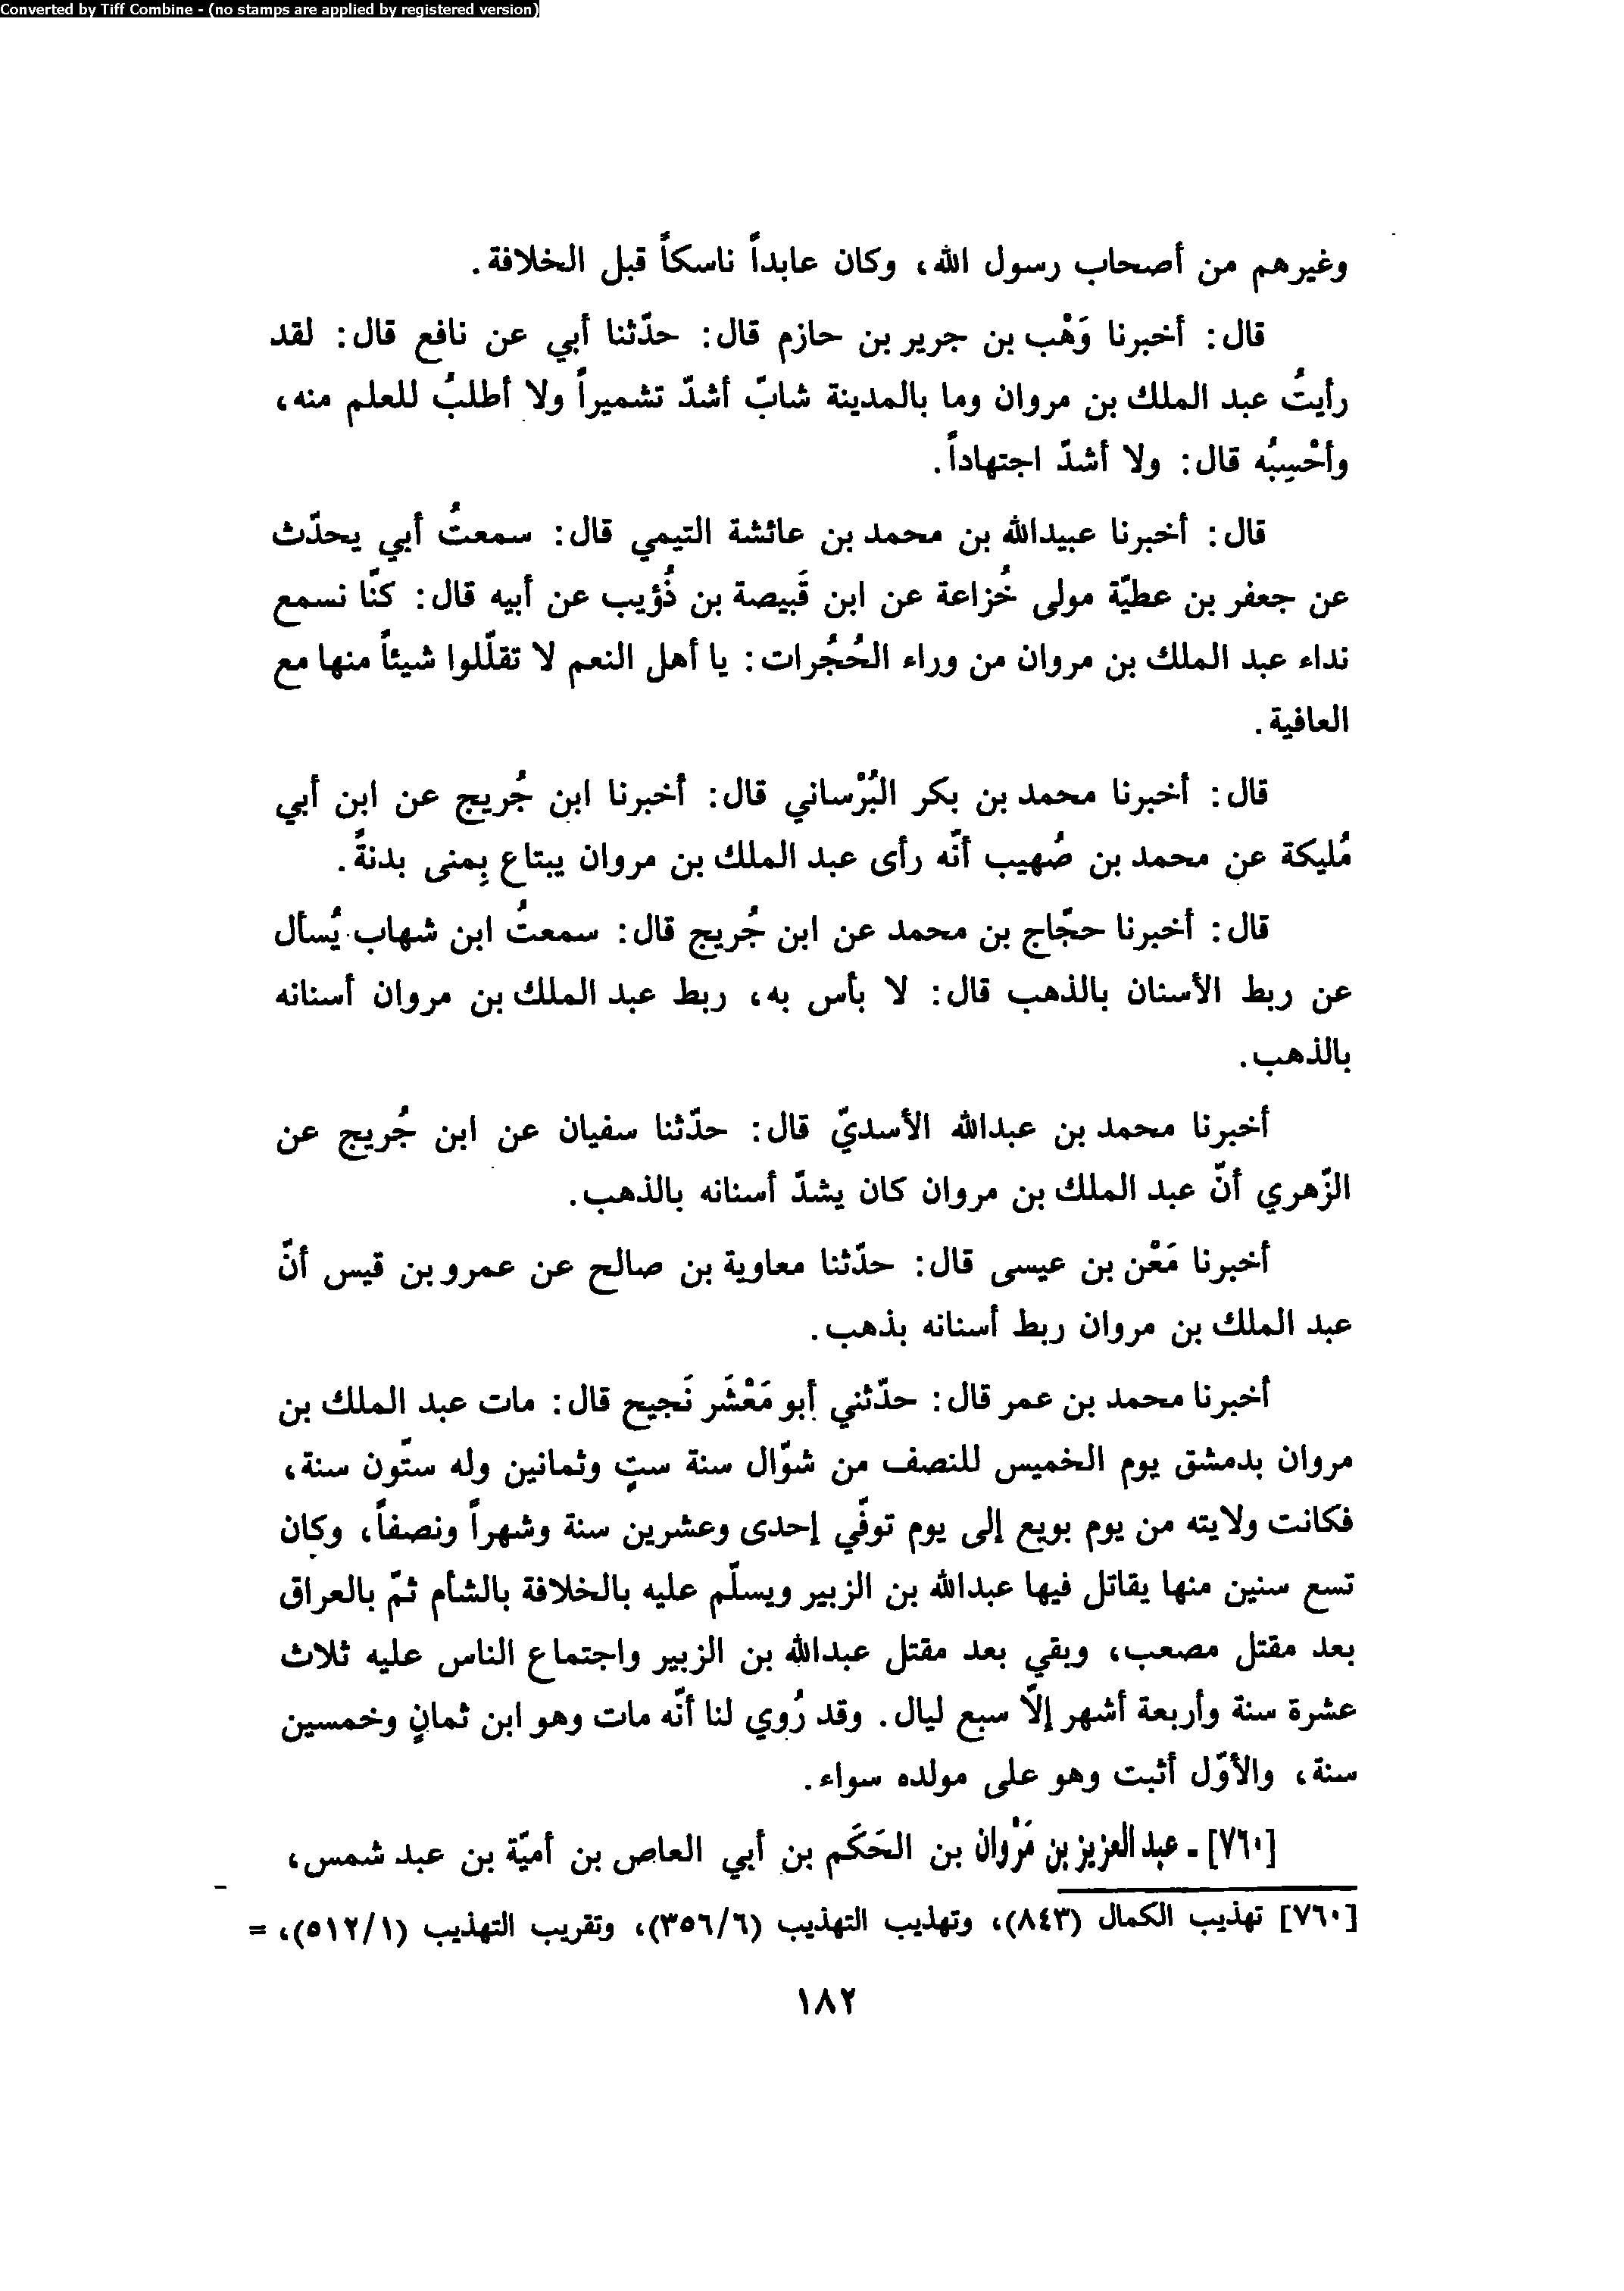 Converted by Tiff Combine - (no stamps are applied by registered version)
وغيرهم من أصحاب رسول الله، وكان عابداً ناسكاً قبل الخلافة.
قال: أخبرنا وَهْب بن جرير بن حازم قال: حدّثنا أبي عن نافع قال: لقد
رأيتُ عبد الملك بن مروان وما بالمدينة شابّ أشدّ تشميراً ولا أطلبُ للعلم منه،
وأحْسِبُه قال: ولا أشدّ اجتهاداً.
قال: أخبرنا عبيدالله بن محمد بن عائشة التيمي قال: سمعتُ أبي يحدّث
عن جعفر بن عطيّة مولى خُزاعة عن ابن قَبيصة بن ذُؤيب عن أبيه قال: كنّا نسمع
نداء عبد الملك بن مروان من وراء الحُجُرات: يا أهل النعم لا تقلّلوا شيئاً منها مع
العافية.
قال: أخبرنا محمد بن بكر البُرْساني قال: أخبرنا ابن جُريج عن ابن أبي
مُليكة عن محمد بن صُهيب أنّه رأى عبد الملك بن مروان يبتاع بِمنى بدنةً.
قال: أخبرنا حجّاج بن محمد عن ابن جُريج قال: سمعتُ ابن شهاب يُسأل
عن ربط الأسنان بالذهب قال: لا بأس به، ربط عبد الملك بن مروان أسنانه
بالذهب.
أخبرنا محمد بن عبدالله الأسديّ قال: حدّثنا سفيان عن ابن جُريج عن
الزّهري أنّ عبد الملك بن مروان كان يشدّ أسنانه بالذهب.
أخبرنا مَعْن بن عيسى قال: حدّثنا معاوية بن صالح عن عمرو بن قيس أنّ
عبد الملك بن مروان ربط أسنانه بذهب.
أخبرنا محمد بن عمر قال: حدّثني أبو مَعْشَر نَجيح قال: مات عبد الملك بن
مروان بدمشق يوم الخميس للنصف من شوّال سنة ستٍ وثمانين وله ستّون سنة،
فكانت ولايته من يوم بويع إلى يوم توفّي إحدى وعشرين سنة وشهراً ونصفاً، وكان
تسع سنين منها يقاتل فيها عبدالله بن الزبير ويسلّم عليه بالخلافة بالشأم ثمّ بالعراق
بعد مقتل مصعب، وبقي بعد مقتل عبدالله بن الزبير واجتماع الناس عليه ثلاث
عشرة سنة وأربعة أشهر إلاّ سبع ليال. وقد رُوي لنا أنّه مات وهو ابن ثمانٍ وخمسين
سنة، والأوّل أثبت وهو على مولده سواء.
[٧٦٠] - عبد العزيز بن مَرْوان بن الحَكَم بن أبي العاص بن أميّة بن عبد شمس،
[٧٦٠] تهذيب الكمال (٨٤٣)، وتهذيب التهذيب (٣٥٦/٦)، وتقريب التهذيب (٥١٢/١)، =
١٨٢